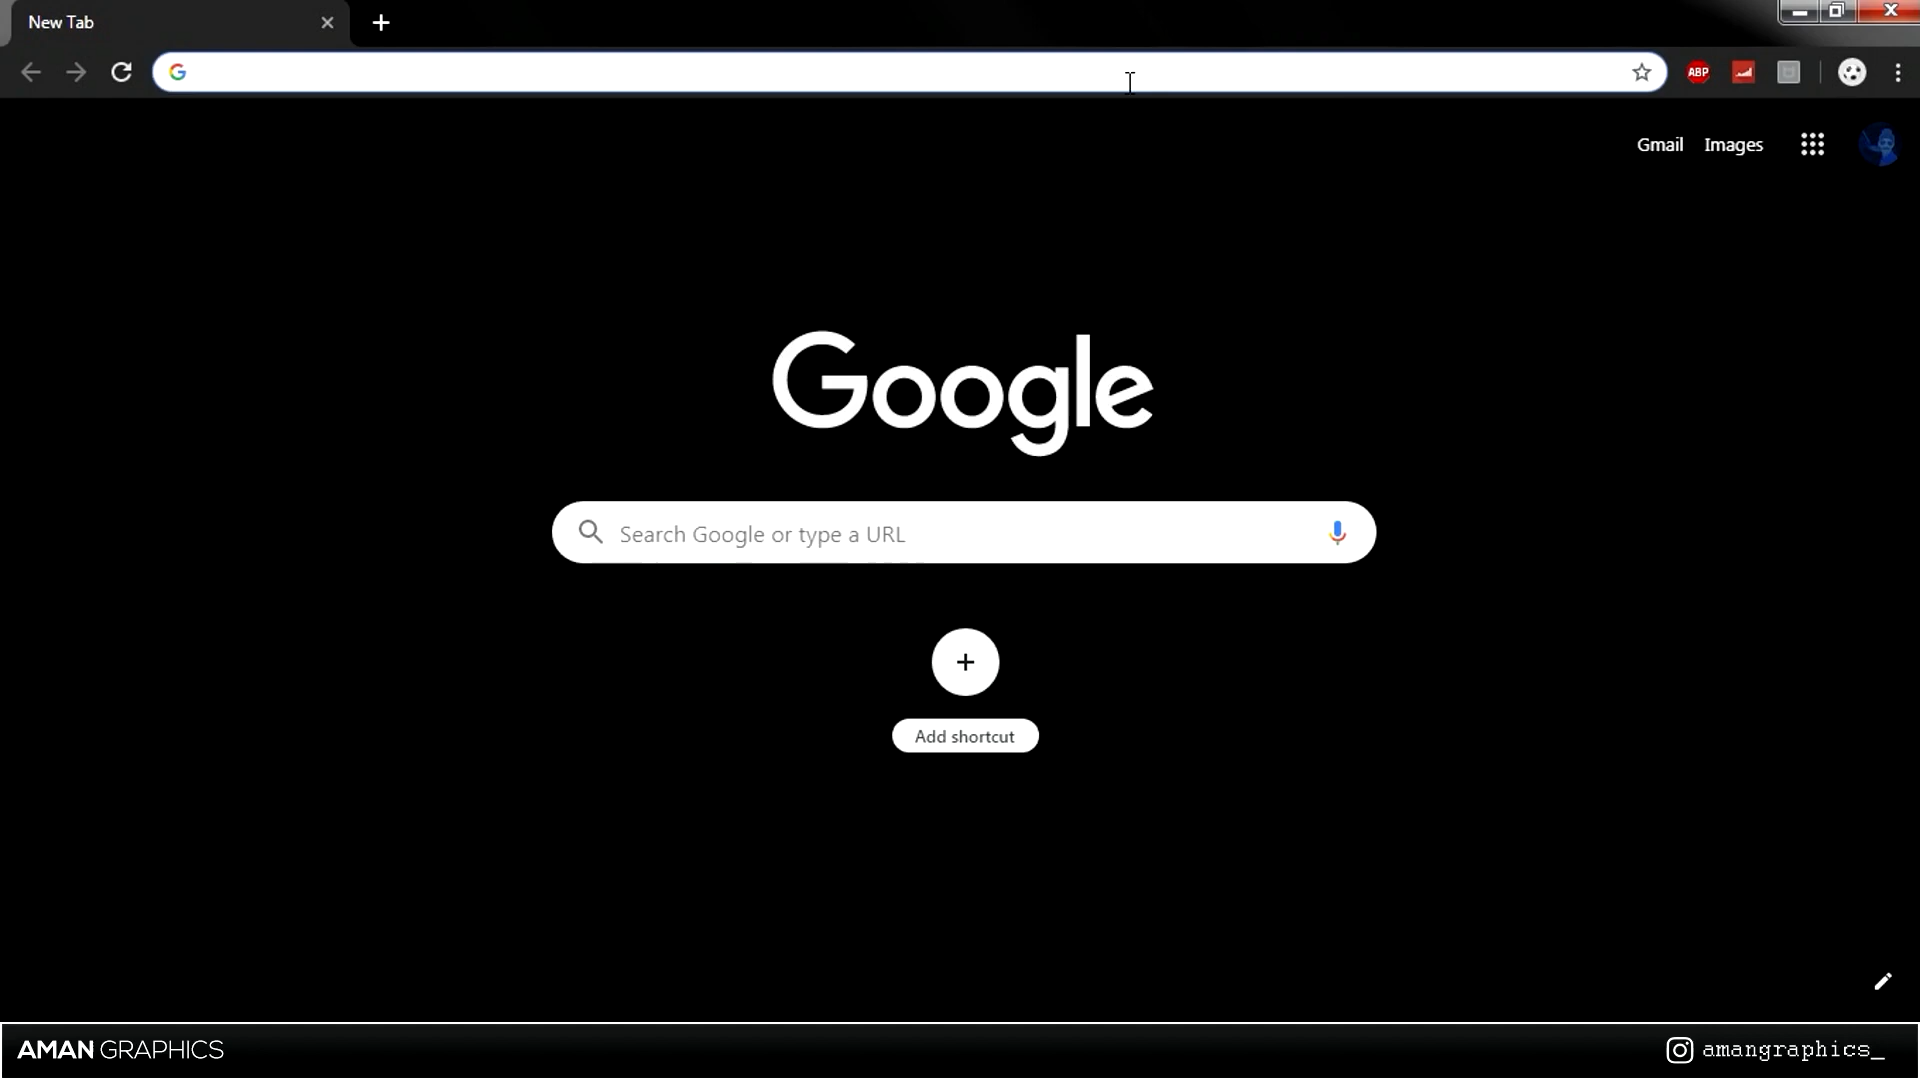 New Tab
ABP
Gmail Images
Google
Search Google or type a URL
Add shortcut
AMAN GRAPHICS
amangraphics_